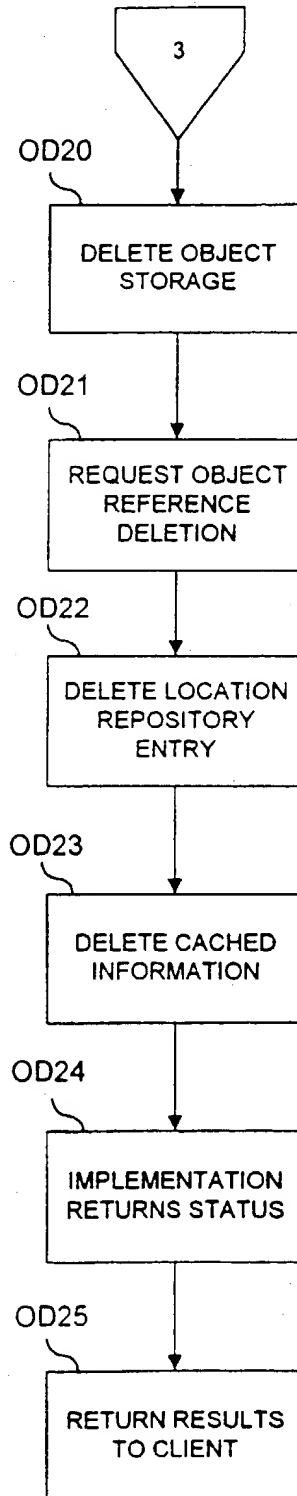 3
OD20
DELETE OBJECT
STORAGE
OD21
REQUEST OBJECT
REFERENCE
DELETION
OD22
DELETE LOCATION
REPOSITORY
ENTRY
OD23
DELETE CACHED
INFORMATION
OD24
IMPLEMENTATION
RETURNS STATUS
OD25
RETURN RESULTS
TO CLIENT